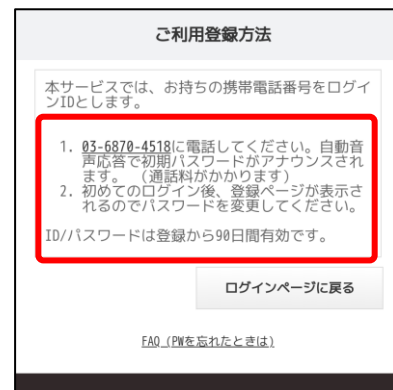 ご利用登録方法
本サービスでは、お持ちの携帯電話番号をログイ
ンIDとします。
1. 03-6870-4518に電話してください。自動音
声応答で初期パスワードがアナウンスされ
ます。 （通話料がかかります）
2. 初めてのログイン後、登録ページが表示さ
れるのでパスワードを変更してください。
ID/パスワードは登録から90日間有効です。
ログインページに戻る
FAQ (PWを忘れたときは)